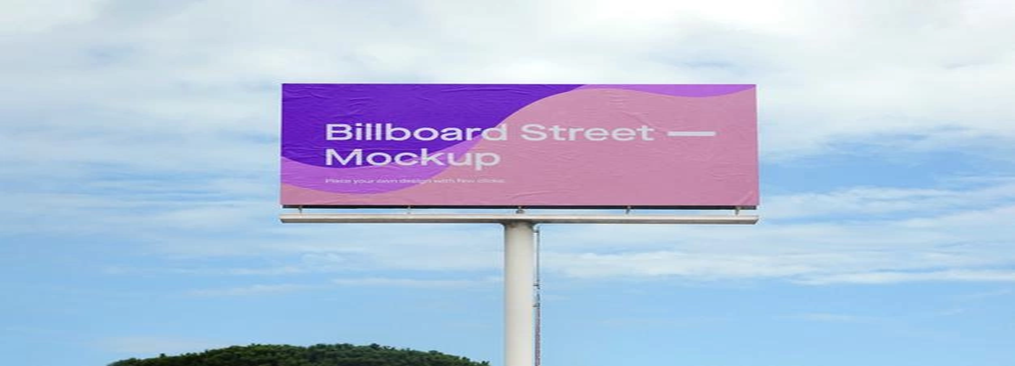 Billboard Street —
Mockup
Place your own design with few clicks.